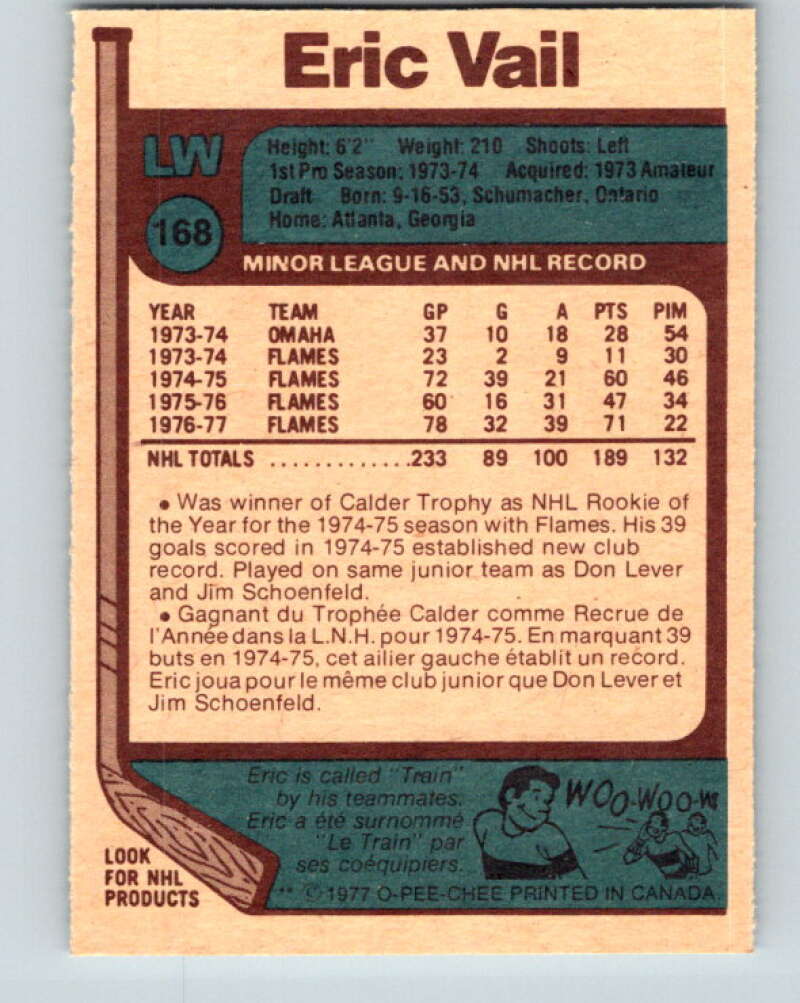 Eric Vail
LW
168
Height: 6'2" Weight: 210 Shoots: Left
1st Pro Season: 1973-74 Acquired: 1973 Amateur
Draft Born: 9-16-53, Schumacher, Ontario
Home: Atlanta, Georgia
MINOR LEAGUE AND NHL RECORD
YEAR TEAM GP G A PTS PIM
1973-74 OMAHA 37 10 18 28 54
1973-74 FLAMES 23 2 9 11 30
1974-75 FLAMES 72 39 21 60 46
1975-76 FLAMES 60 16 31 47 34
1976-77 FLAMES 78 32 39 71 22
NHL TOTALS .............233 89 100 189 132
• Was winner of Calder Trophy as NHL Rookie of
the Year for the 1974-75 season with Flames. His 39
goals scored in 1974-75 established new club
record. Played on same junior team as Don Lever
and Jim Schoenfeld.
• Gagnant du Trophée Calder comme Recrue de
l'Année dans la L.N.H. pour 1974-75. En marquant 39
buts en 1974-75, cet ailier gauche établit un record.
Eric joua pour le même club junior que Don Lever et
Jim Schoenfeld.
Eric is called "Train"
by his teammates.
Eric a été surnommé
"Le Train" par
ses coéquipiers.
WOO-WOO-WO
LOOK
FOR NHL
PRODUCTS
** © 1977 O-PEE-CHEE PRINTED IN CANADA